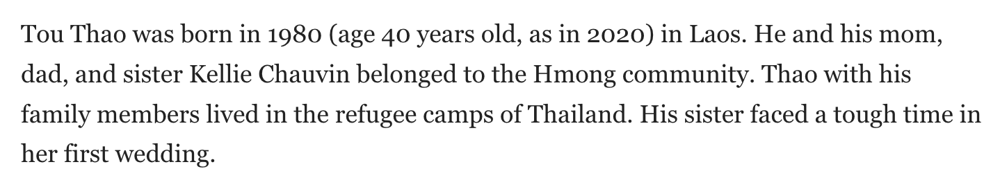 Tou Thao was born in 1980 (age 40 years old, as in 2020) in Laos. He and his mom,
dad, and sister Kellie Chauvin belonged to the Hmong community. Thao with his
family members lived in the refugee camps of Thailand. His sister faced a tough time in
her first wedding.